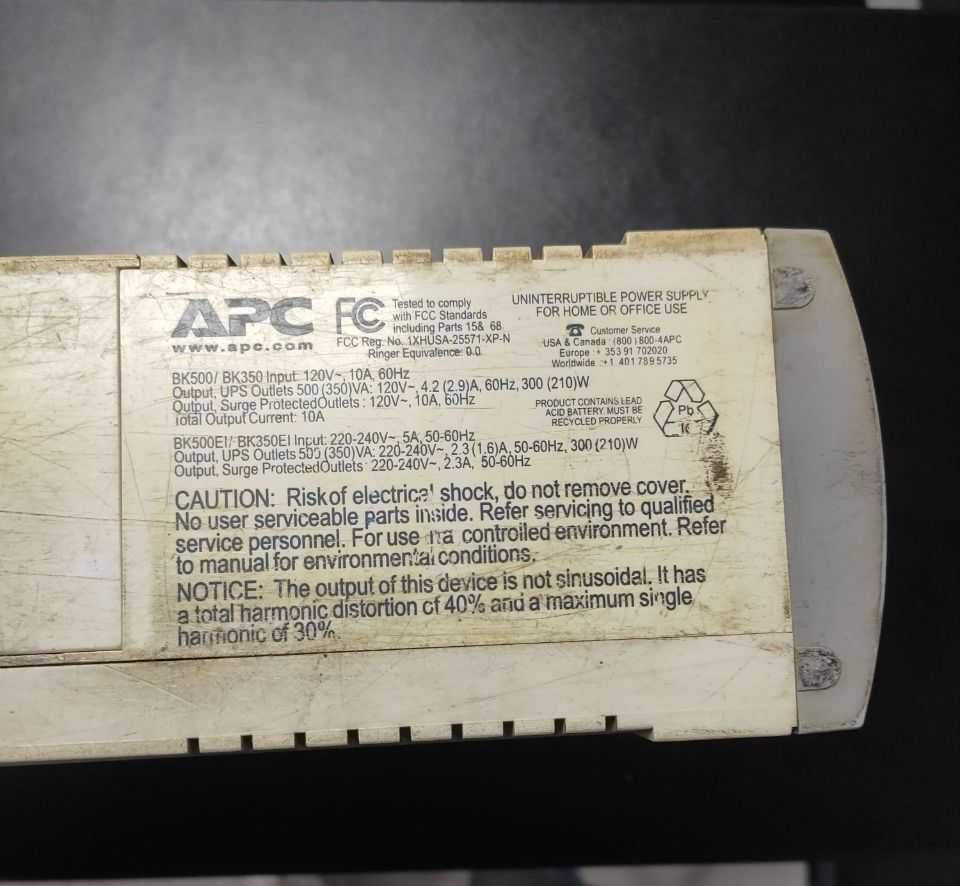 APC
www.apc.com
FC
Tested to comply
with FCC Standards
including Parts 15& 68
FCC Reg. No. 1XHUSA-25571-XP-N
Ringer Equivalence: 0.0
UNINTERRUPTIBLE POWER SUPPLY
FOR HOME OR OFFICE USE
Customer Service
USA & Canada : (800) 800-4APC
Europe : + 353 91 702020
Worldwide : +1 401 789 5735
BK500/ BK350 Input: 120V~, 10A, 60Hz
Output, UPS Outlets 500 (350)VA: 120V~, 4.2 (2.9)A, 60Hz, 300 (210)W
Output, Surge ProtectedOutlets : 120V~, 10A, 60Hz
Total Output Current: 10A
PRODUCT CONTAINS LEAD
ACID BATTERY. MUST BE
RECYCLED PROPERLY
Pb
BK500EI/ BK350EI Input: 220-240V~, 5A, 50-60Hz
Output, UPS Outlets 500 (350)VA: 220-240V~, 2.3 (1.6)A, 50-60Hz, 300 (210)W
Output, Surge ProtectedOutlets: 220-240V~, 2.3A, 50-60Hz
CAUTION: Risk of electrical shock, do not remove cover.
No user serviceable parts inside. Refer servicing to qualified
service personnel. For use in a controlled environment. Refer
to manual for environmental conditions.
NOTICE: The output of this device is not sinusoidal. It has
a total harmonic distortion of 40% and a maximum single
harmonic of 30%.